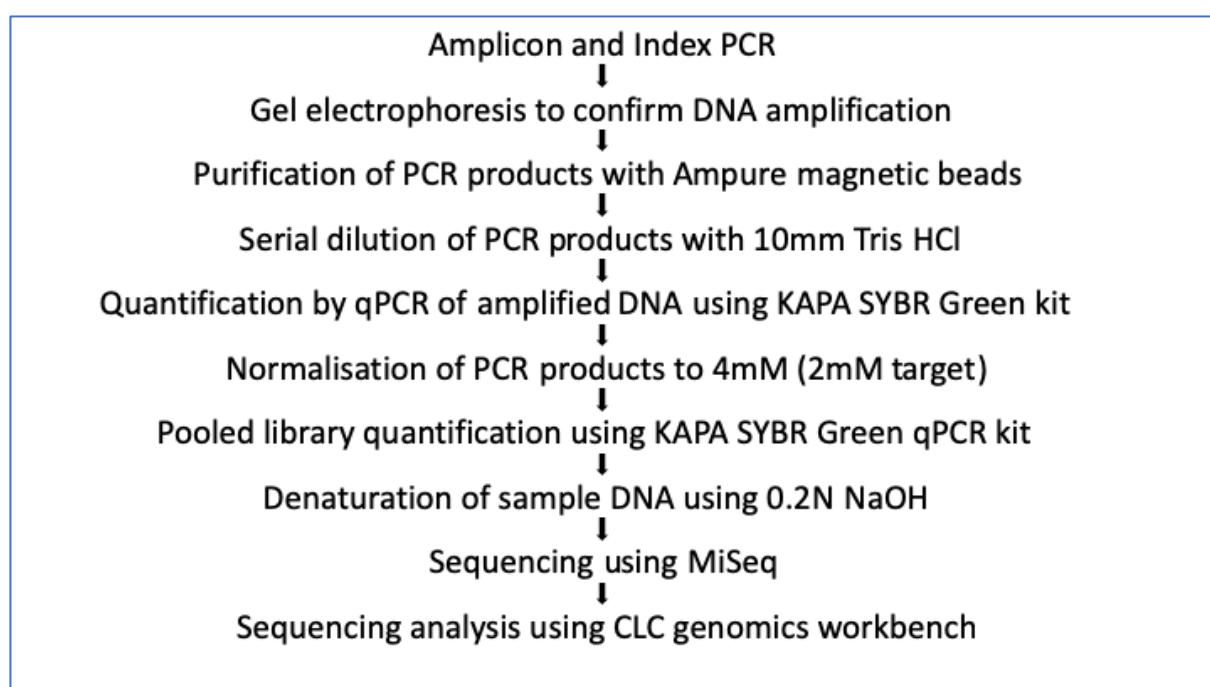 Amplicon and Index PCR
Gel electrophoresis to confirm DNA amplification
Purification of PCR products with Ampure magnetic beads
Serial dilution of PCR products with 10mm Tris HCl
Quantification by qPCR of amplified DNA using KAPA SYBR Green kit
Normalisation of PCR products to 4mM (2mM target)
Pooled library quantification using KAPA SYBR Green qPCR kit
Denaturation of sample DNA using 0.2N NaOH
Sequencing using MiSeq
Sequencing analysis using CLC genomics workbench